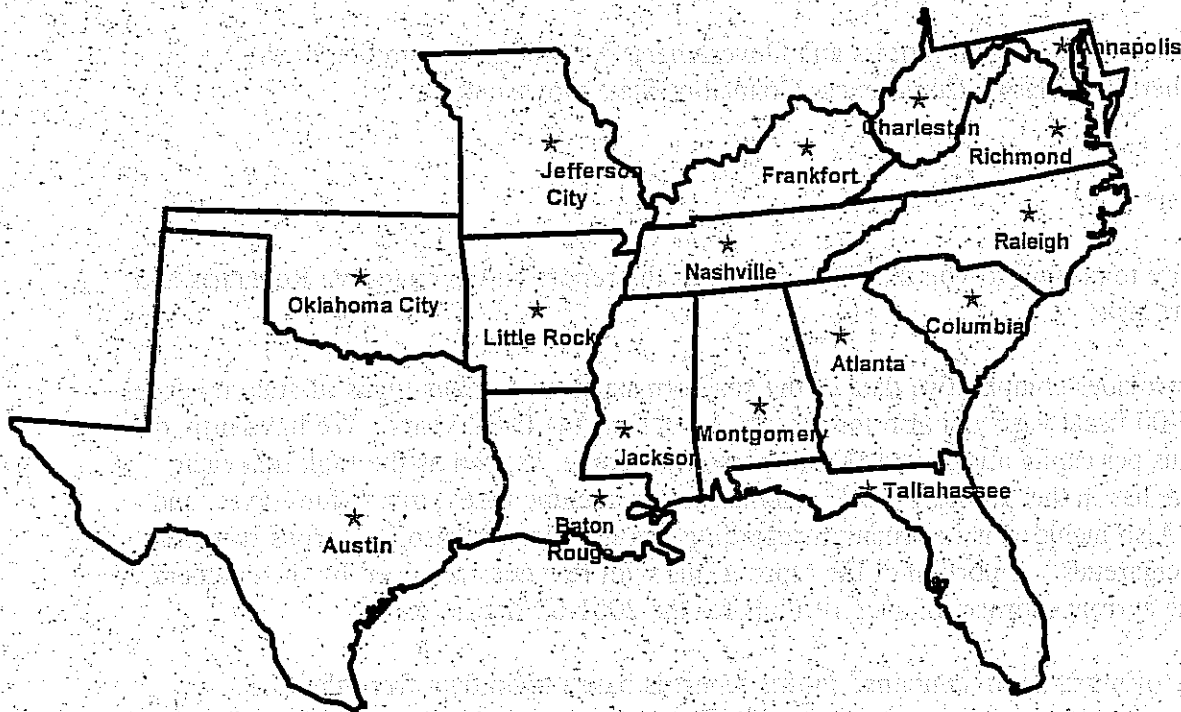 Annapolis
Charleston
Richmond
Jefferson
City
Frankfort
Raleigh
Nashville
Oklahoma City
Little Rock
Columbia
Atlanta
Montgomery
Jackson
Tallahassee
Baton
Rouge
Austin